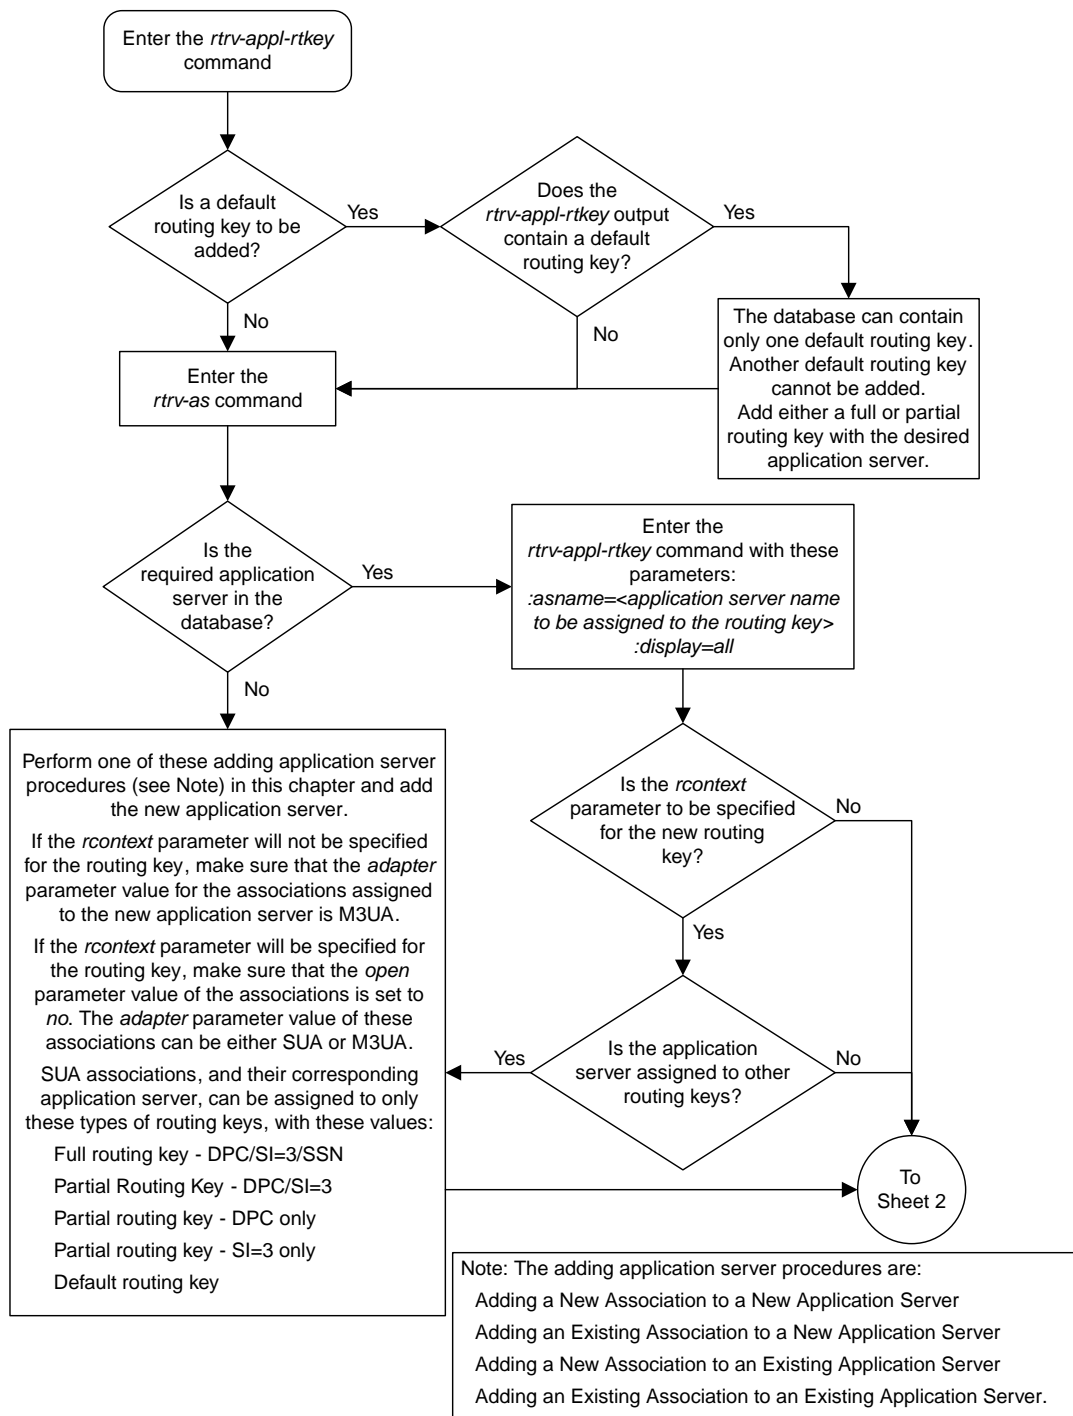 Enter the rtrv-appl-rtkey
command
Is a default
routing key to be
added?
Yes
No
Does the
rtrv-appl-rtkey output
contain a default
routing key?
Yes
No
The database can contain
only one default routing key.
Another default routing key
cannot be added.
Add either a full or partial
routing key with the desired
application server.
Enter the
rtrv-as command
Is the
required application
server in the
database?
Yes
No
Enter the
rtrv-appl-rtkey command with these
parameters:
:asname=<application server name
to be assigned to the routing key>
:display=all
Is the rcontext
parameter to be specified
for the new routing
key?
No
Yes
Is the application
server assigned to other
routing keys?
Yes
No
Perform one of these adding application server
procedures (see Note) in this chapter and add
the new application server.
If the rcontext parameter will not be specified
for the routing key, make sure that the adapter
parameter value for the associations assigned
to the new application server is M3UA.
If the rcontext parameter will be specified for
the routing key, make sure that the open
parameter value of the associations is set to
no. The adapter parameter value of these
associations can be either SUA or M3UA.
SUA associations, and their corresponding
application server, can be assigned to only
these types of routing keys, with these values:
Full routing key - DPC/SI=3/SSN
Partial Routing Key - DPC/SI=3
Partial routing key - DPC only
Partial routing key - SI=3 only
Default routing key
To
Sheet 2
Note: The adding application server procedures are:
Adding a New Association to a New Application Server
Adding an Existing Association to a New Application Server
Adding a New Association to an Existing Application Server
Adding an Existing Association to an Existing Application Server.